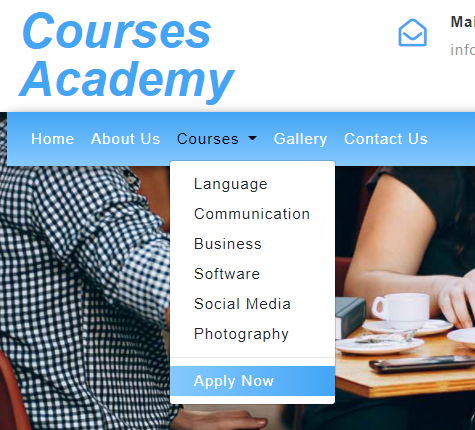 Courses
Academy
Home About Us Courses Gallery Contact Us
Language
Communication
Business
Software
Social Media
Photography
Apply Now